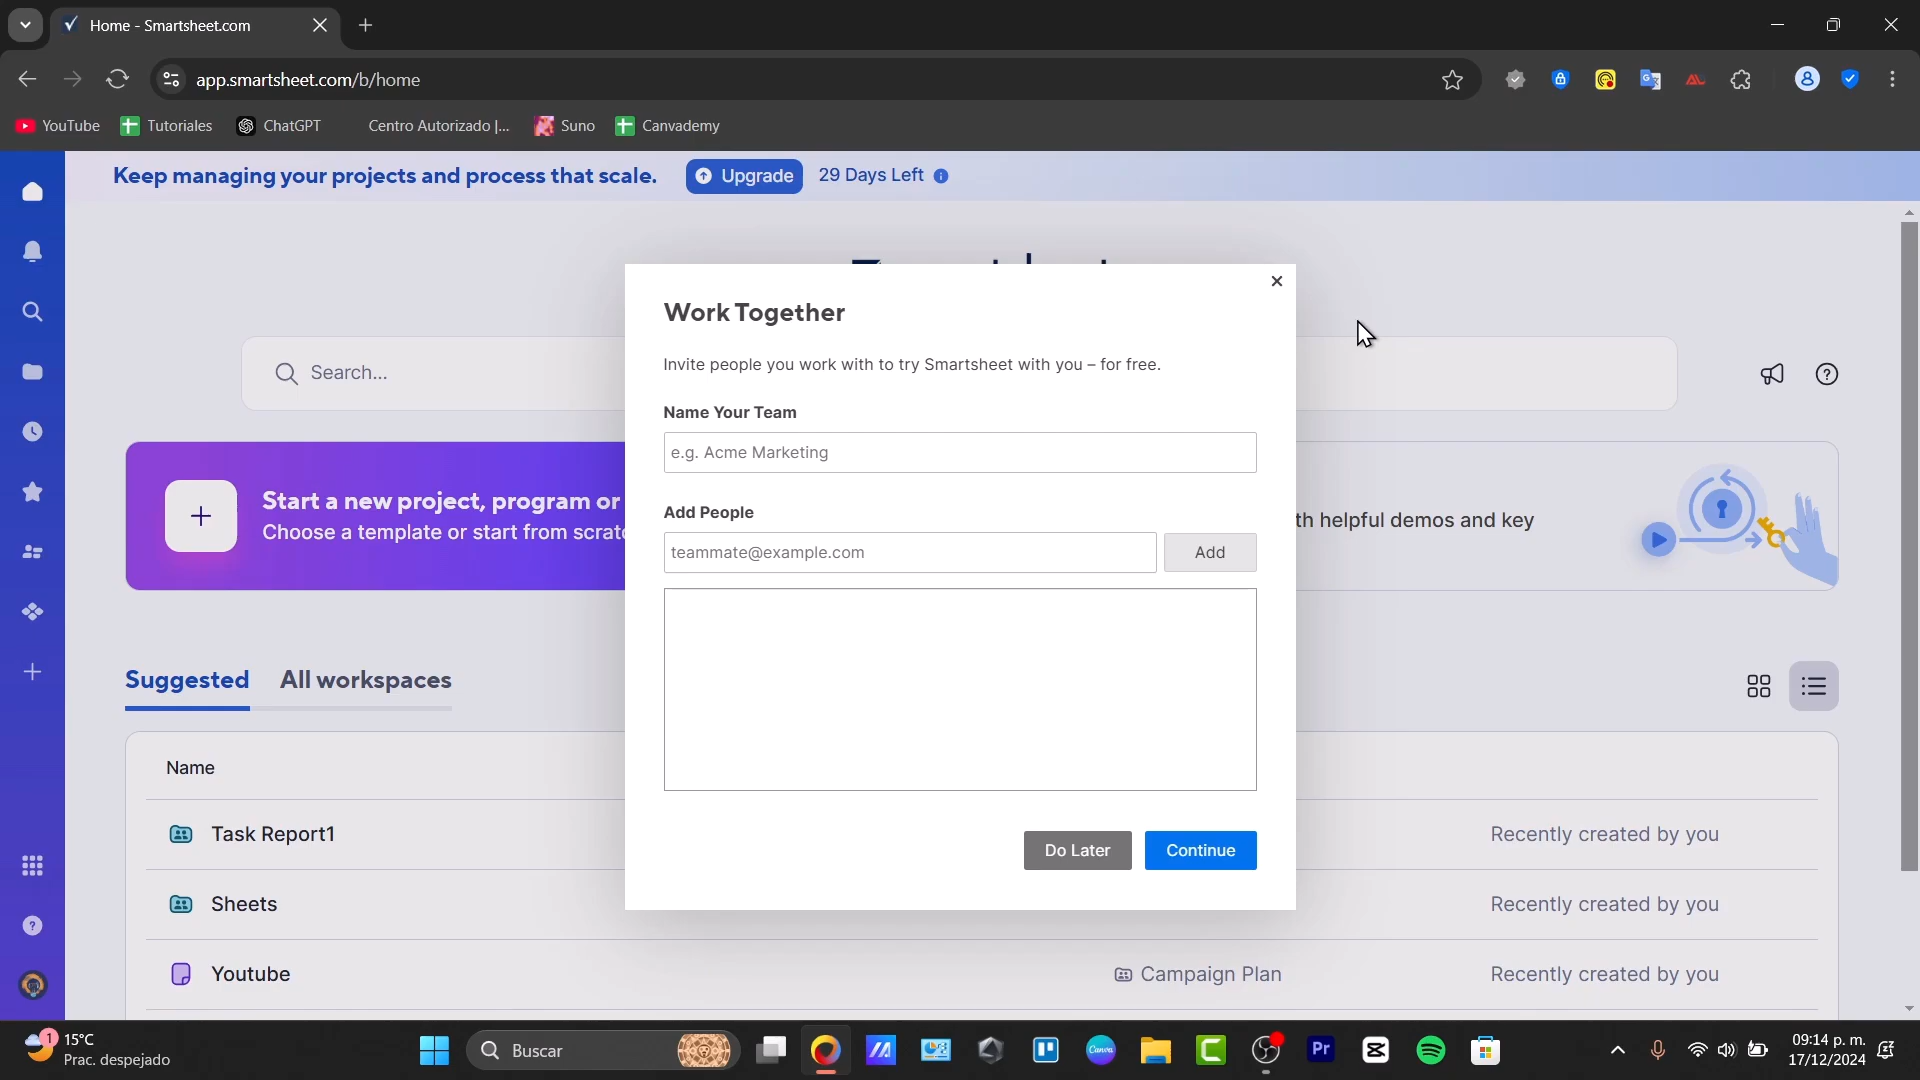 Home - Smartsheet.com
app.smartsheet.com/b/home
YouTube
Tutoriales
ChatGPT
Centro Autorizado |...
Suno
Canvademy
Keep managing your projects and process that scale.
Upgrade
29 Days Left
Work Together
Invite people you work with to try Smartsheet with you – for free.
Search...
Name Your Team
e.g. Acme Marketing
Start a new project, program or
Choose a template or start from scratc
Add People
teammate@example.com
Add
th helpful demos and key
Suggested
All workspaces
Name
Task Report1
Recently created by you
Do Later
Continue
Sheets
Recently created by you
Youtube
Campaign Plan
Recently created by you
1
15°C
Prac. despejado
Buscar
Canva
Pr
09:14 p. m.
17/12/2024